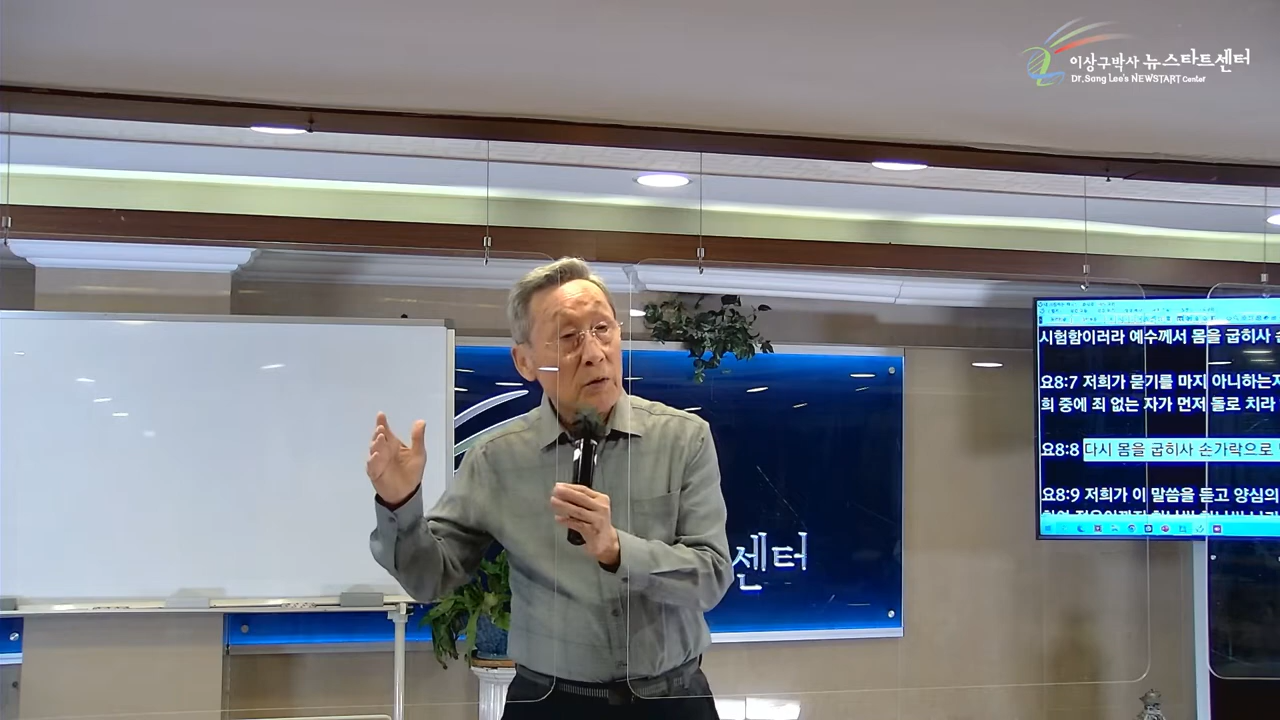 이상구박사 뉴스타트센터
Dr. Sang Lee's NEWSTART Center
시험함이러라 예수께서 몸을 굽히사
요8:7 저희가 묻기를 마지 아니하는
희 중에 죄 없는 자가 먼저 돌로 치라
요8:8 다시 몸을 굽히사 손가락으로
요8:9 저희가 이 말씀을 듣고 양심의
센터